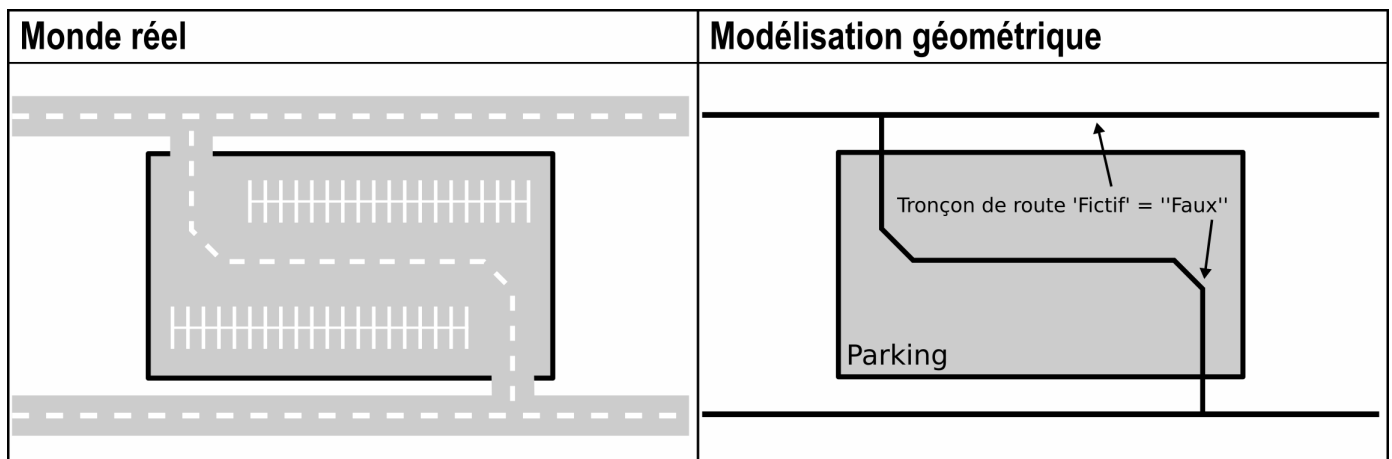 Monde réel
Modélisation géométrique
Tronçon de route 'Fictif' = ''Faux''
Parking